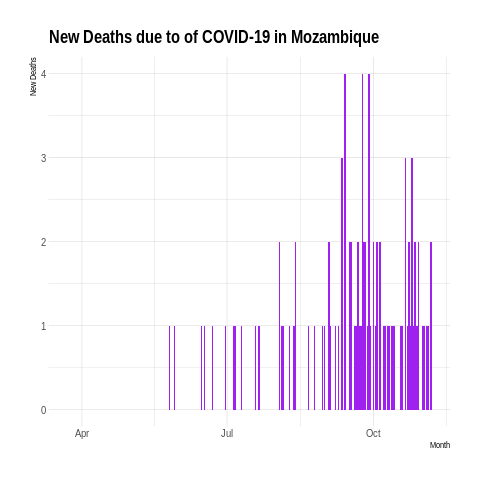 New Deaths due to of COVID-19 in Mozambique
New Deaths
4
3
2
1
0
Apr
Jul
Oct
Month